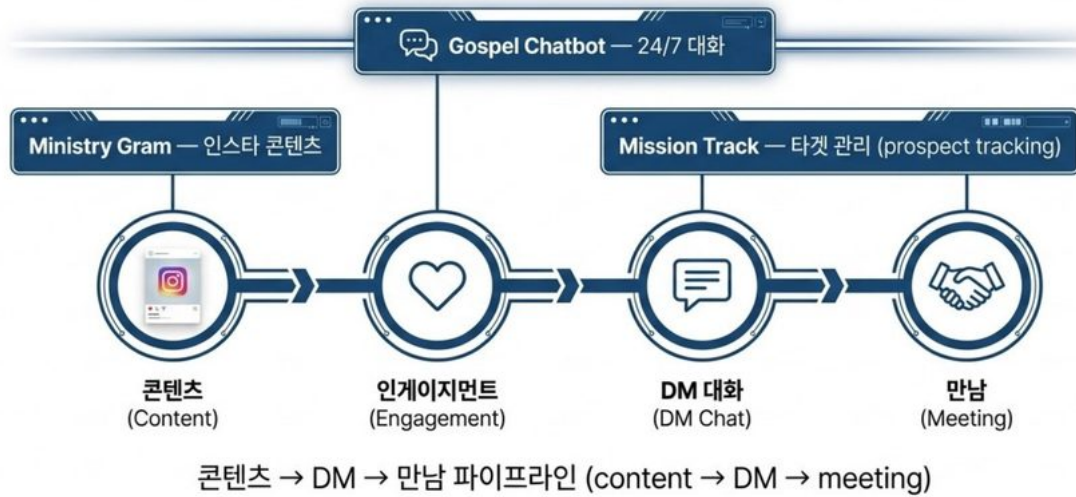 Gospel Chatbot — 24/7 대화
Ministry Gram — 인스타 콘텐츠
Mission Track — 타겟 관리 (prospect tracking)
콘텐츠
(Content)
인게이지먼트
(Engagement)
DM 대화
(DM Chat)
만남
(Meeting)
콘텐츠 → DM → 만남 파이프라인 (content → DM → meeting)